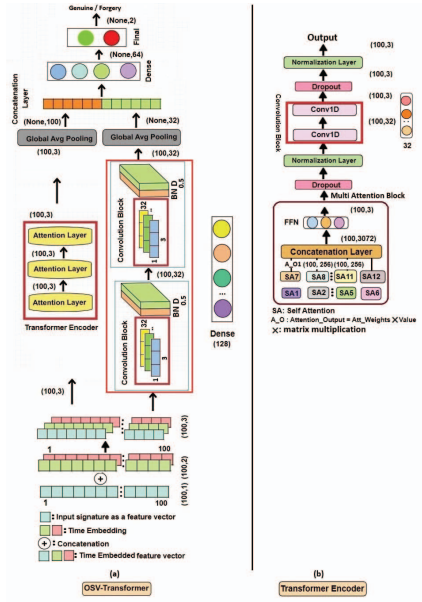 Genuine / Forgery
(None,2)
Final
(None,64)
Dense
Concatenation
Layer
(None,100)
(None,32)
Global Avg Pooling
Global Avg Pooling
(100,3)
(100,32)
BN D
0.5
Convolution Block
32
3
1
(100,3)
Attention Layer
(100,3)
Attention Layer
(100,3)
Attention Layer
Transformer Encoder
(100,32)
BN D
0.5
Convolution Block
32
3
1
...
Dense
(128)
(100,3)
(100,3)
1
100
(100,2)
(100,1)
1
100
: Input signature as a feature vector
: Time Embedding
+ : Concatenation
: Time Embedded feature vector
(a)
OSV-Transformer
Output
(100,3)
Normalization Layer
(100,3)
Dropout
(100,3)
Convolution Block
Conv1D
(100,32)
Conv1D
...
32
Normalization Layer
Dropout
Multi Attention Block
(100,3)
FFN
(100,3072)
Concatenation Layer
A_O1 (100, 256) (100, 256)
SA7 SA8 SA11 SA12
SA1 SA2 SA5 SA6
SA: Self Attention
A_O : Attention_Output = Att_Weights X Value
X: matrix multiplication
(b)
Transformer Encoder